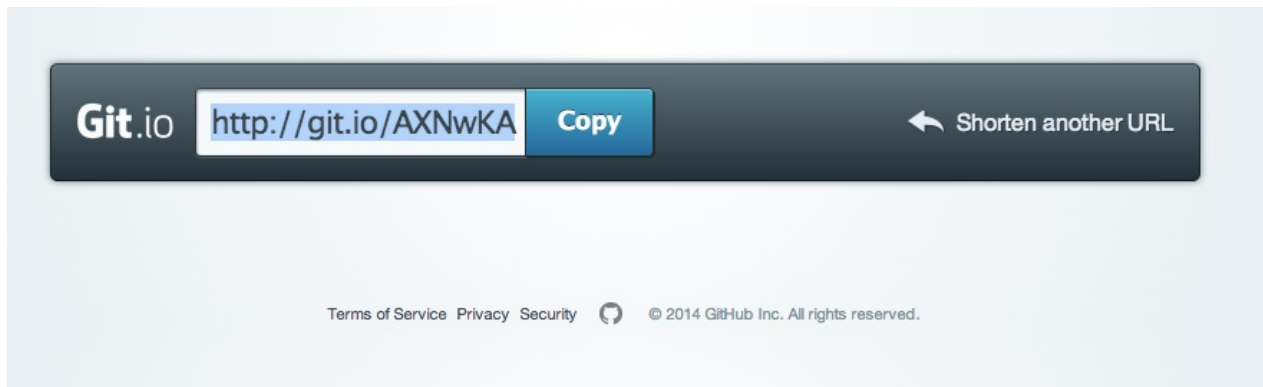 Git.io http://git.io/AXNwKA Copy Shorten another URL
Terms of Service Privacy Security © 2014 GitHub Inc. All rights reserved.